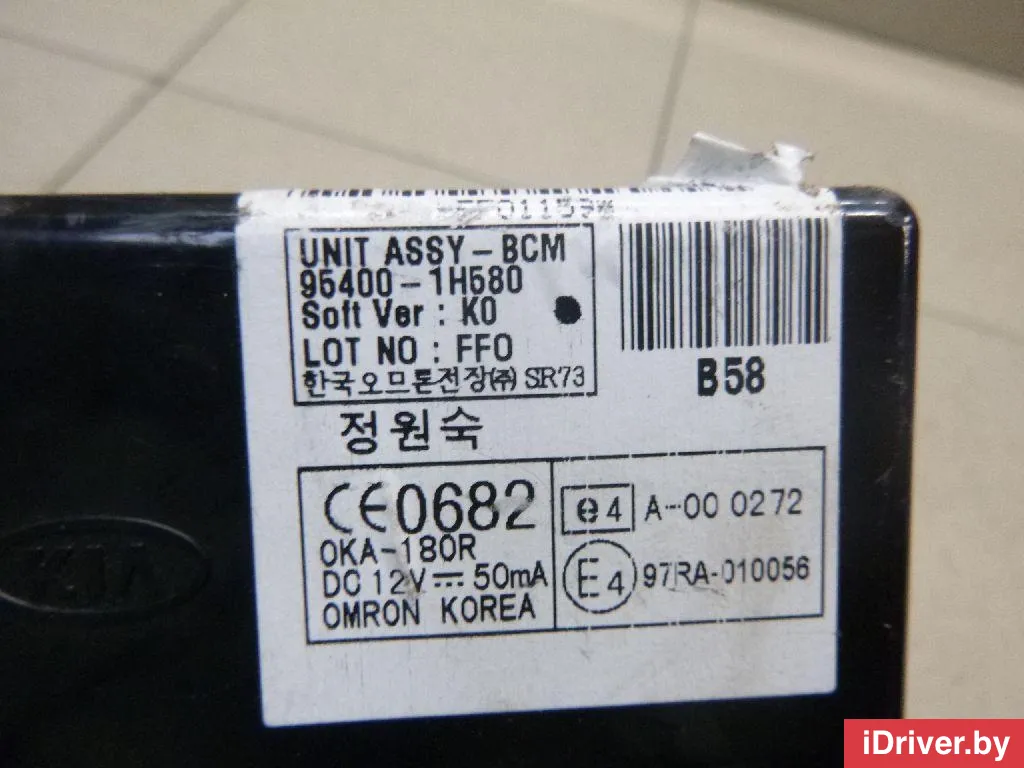 UNIT ASSY-BCM
95400-1H580
Soft Ver : K0
LOT NO : FFO
한국오므론전장(주) SR73
B58
정원숙
CE0682
OKA-180R
DC 12V 50mA
OMRON KOREA
e4 A-00 0272
E4 97RA-010056
KIA
iDriver.by